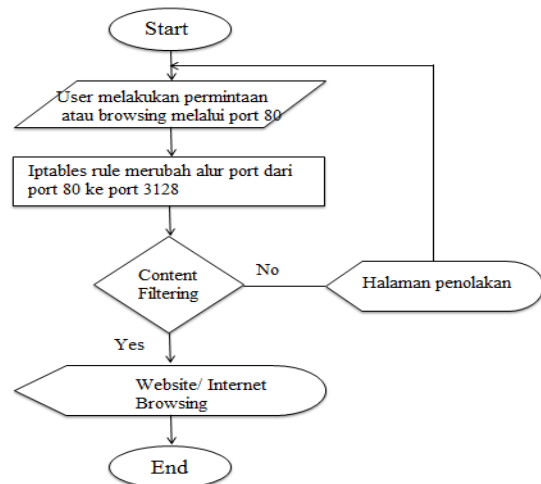 Start
User melakukan permintaan
atau browsing melalui port 80
Iptables rule merubah alur port dari
port 80 ke port 3128
Content
Filtering
No
Halaman penolakan
Yes
Website/ Internet
Browsing
End